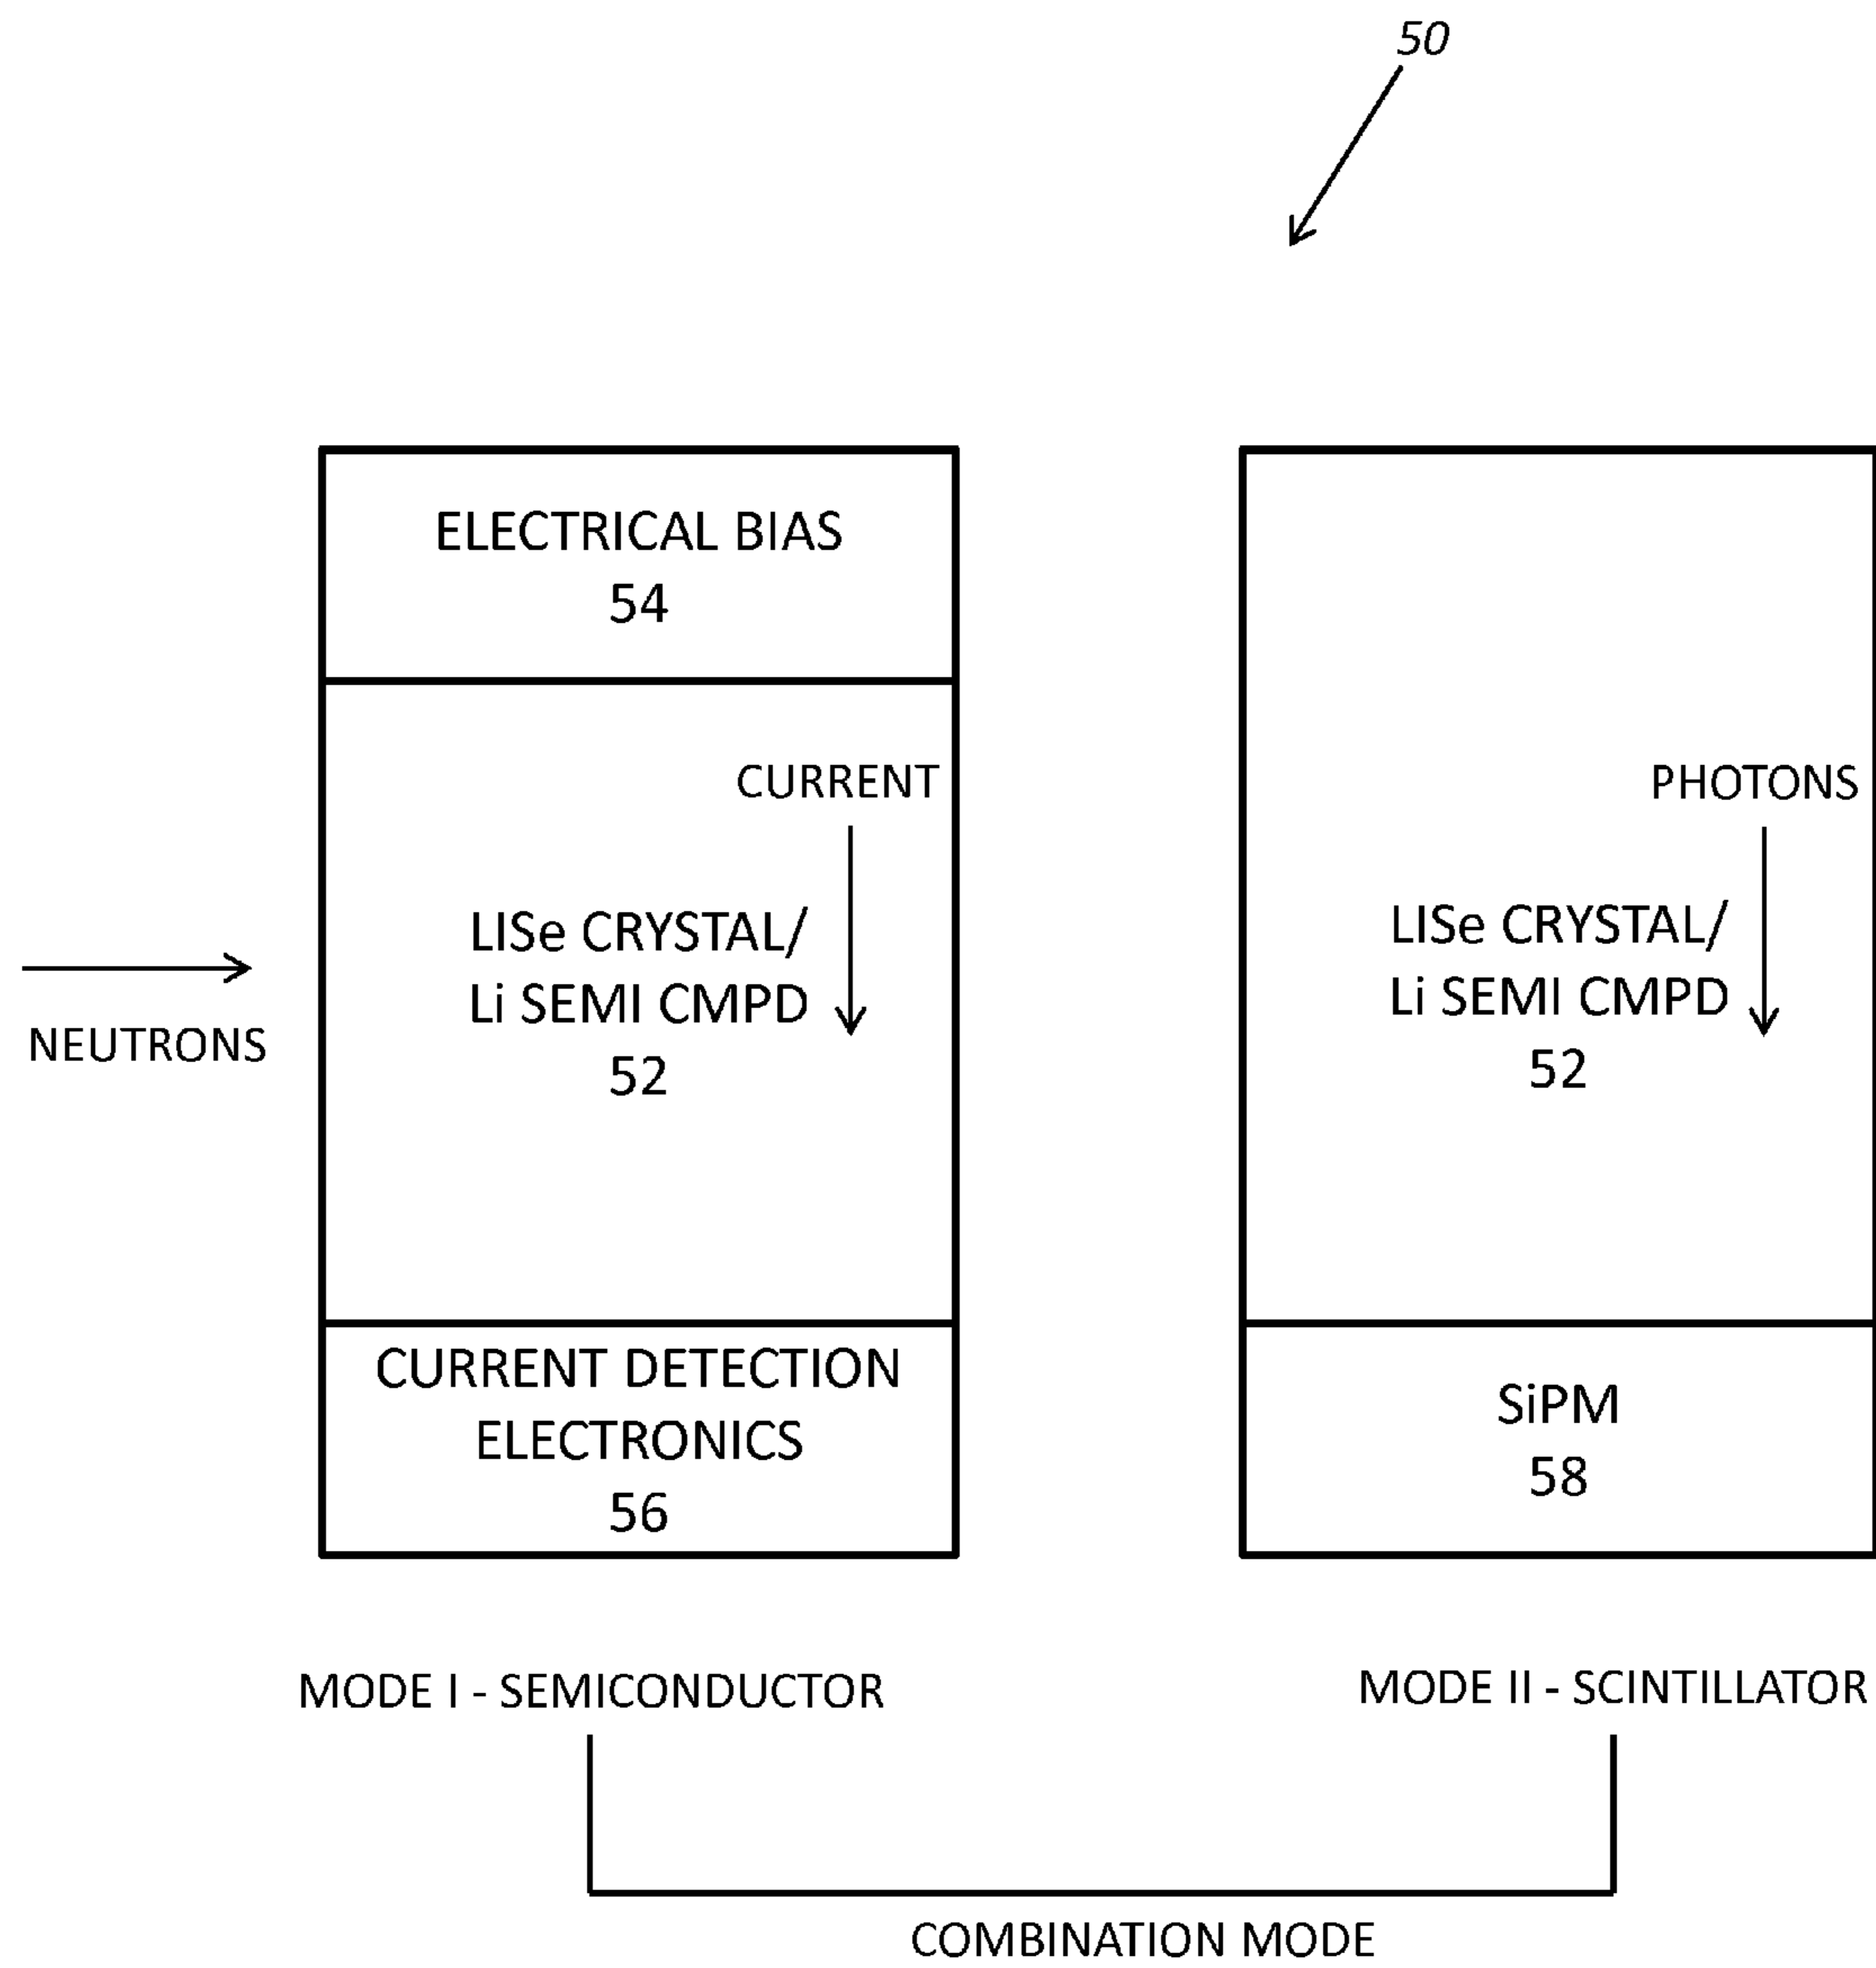 50
ELECTRICAL BIAS
54
CURRENT
LISe CRYSTAL/
Li SEMI CMPD
52
NEUTRONS
CURRENT DETECTION
ELECTRONICS
56
PHOTONS
LISe CRYSTAL/
Li SEMI CMPD
52
SiPM
58
MODE I - SEMICONDUCTOR
MODE II - SCINTILLATOR
COMBINATION MODE